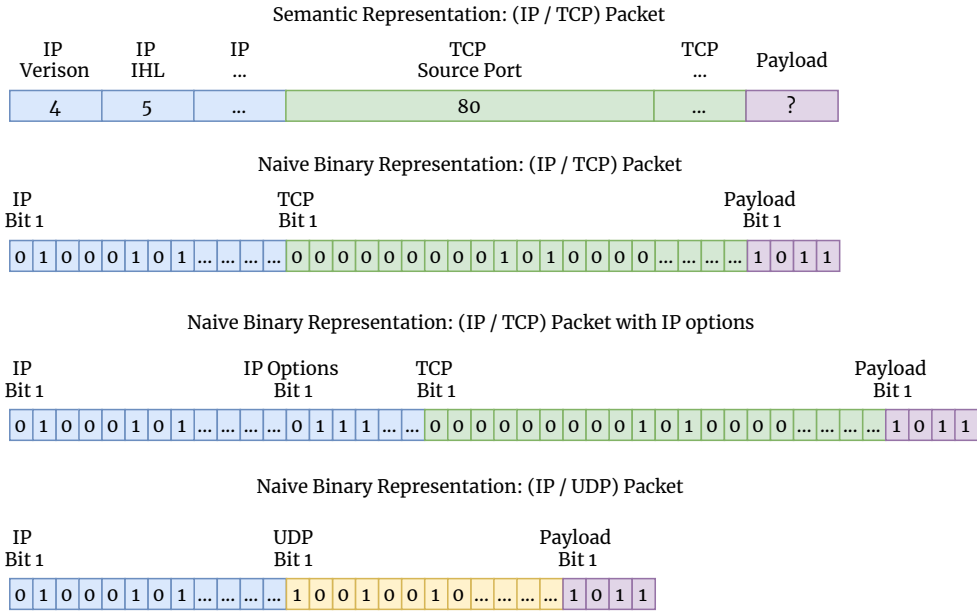 Semantic Representation: (IP / TCP) Packet
IP IP IP TCP TCP Payload
Verison IHL ... Source Port ...
4 5 ... 80 ... ?
Naive Binary Representation: (IP / TCP) Packet
IP TCP Payload
Bit 1 Bit 1 Bit 1
0 1 0 0 0 1 0 1 ... ... ... ... 0 0 0 0 0 0 0 0 0 1 0 1 0 0 0 0 ... ... ... ... 1 0 1 1
Naive Binary Representation: (IP / TCP) Packet with IP options
IP IP Options TCP Payload
Bit 1 Bit 1 Bit 1 Bit 1
0 1 0 0 0 1 0 1 ... ... ... ... 0 1 1 1 ... ... 0 0 0 0 0 0 0 0 0 1 0 1 0 0 0 0 ... ... ... ... 1 0 1 1
Naive Binary Representation: (IP / UDP) Packet
IP UDP Payload
Bit 1 Bit 1 Bit 1
0 1 0 0 0 1 0 1 ... ... ... ... 1 0 0 1 0 0 1 0 ... ... ... ... 1 0 1 1